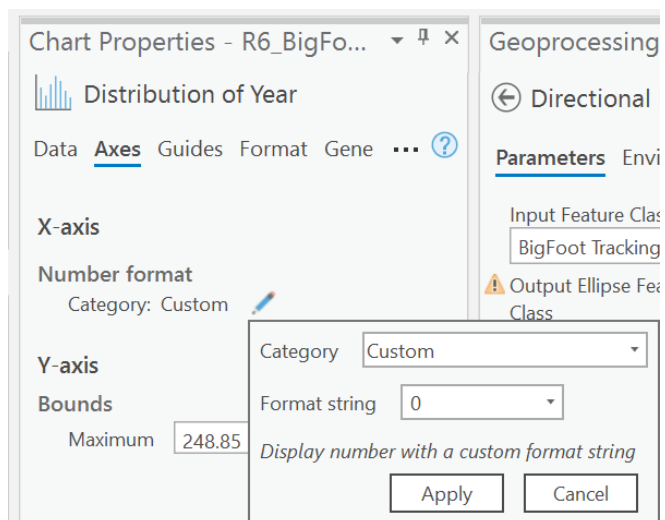 Chart Properties - R6_BigFo...
Distribution of Year
Data Axes Guides Format Gene ...
?
X-axis
Number format
Category: Custom
Y-axis
Bounds
Maximum 248.85
Category Custom
Format string 0
Display number with a custom format string
Apply Cancel
Geoprocessing
Directional
Parameters Envi
Input Feature Clas
BigFoot Tracking
Output Ellipse Fea
Class